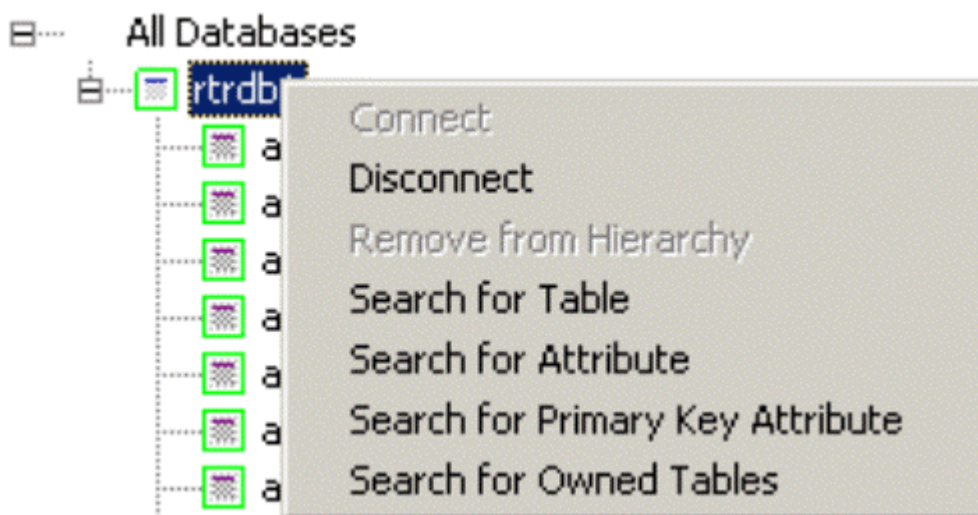 All Databases
rtrdb
Connect
a
Disconnect
a
Remove from Hierarchy
a
Search for Table
a
Search for Attribute
a
Search for Primary Key Attribute
a
Search for Owned Tables
a